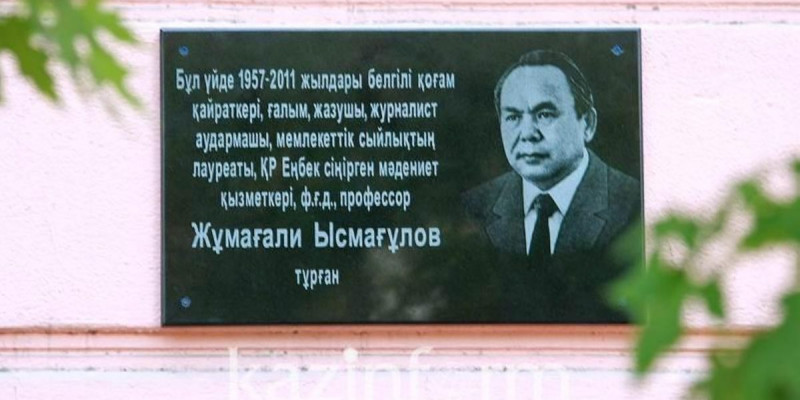 Бұл үйде 1957-2011 жылдары белгілі қоғам
қайраткері, ғалым, жазушы, журналист
аудармашы, мемлекеттік сыйлықтың
лауреаты, ҚР Еңбек сіңірген мәдениет
қызметкері, ф.ғ.д., профессор
Жұмағали Ысмағұлов
тұрған
kazinform